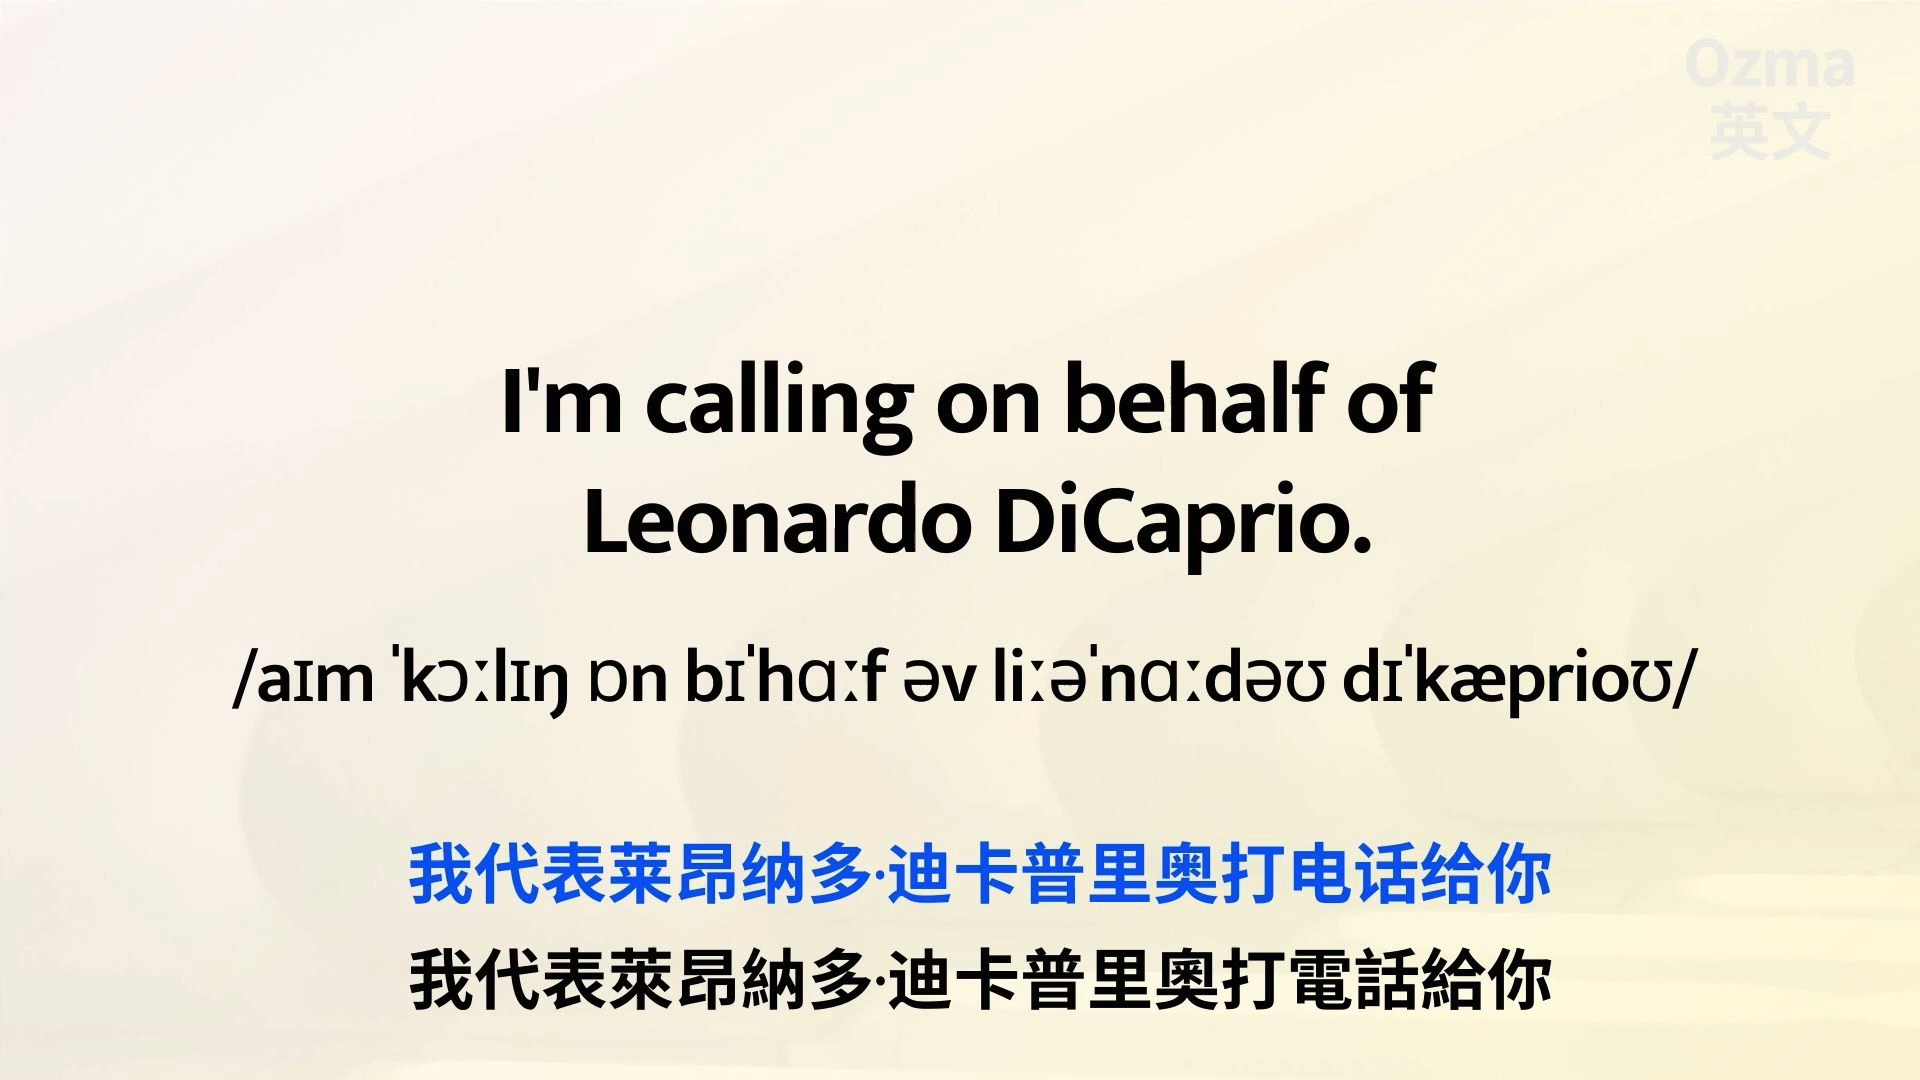 Ozma
英文
I'm calling on behalf of
Leonardo DiCaprio.
/aɪm ˈkɔːlɪŋ ɒn bɪˈhɑːf əv liːəˈnɑːdəʊ dɪˈkæprioʊ/
我代表莱昂纳多·迪卡普里奥打电话给你
我代表萊昂納多·迪卡普里奧打電話給你